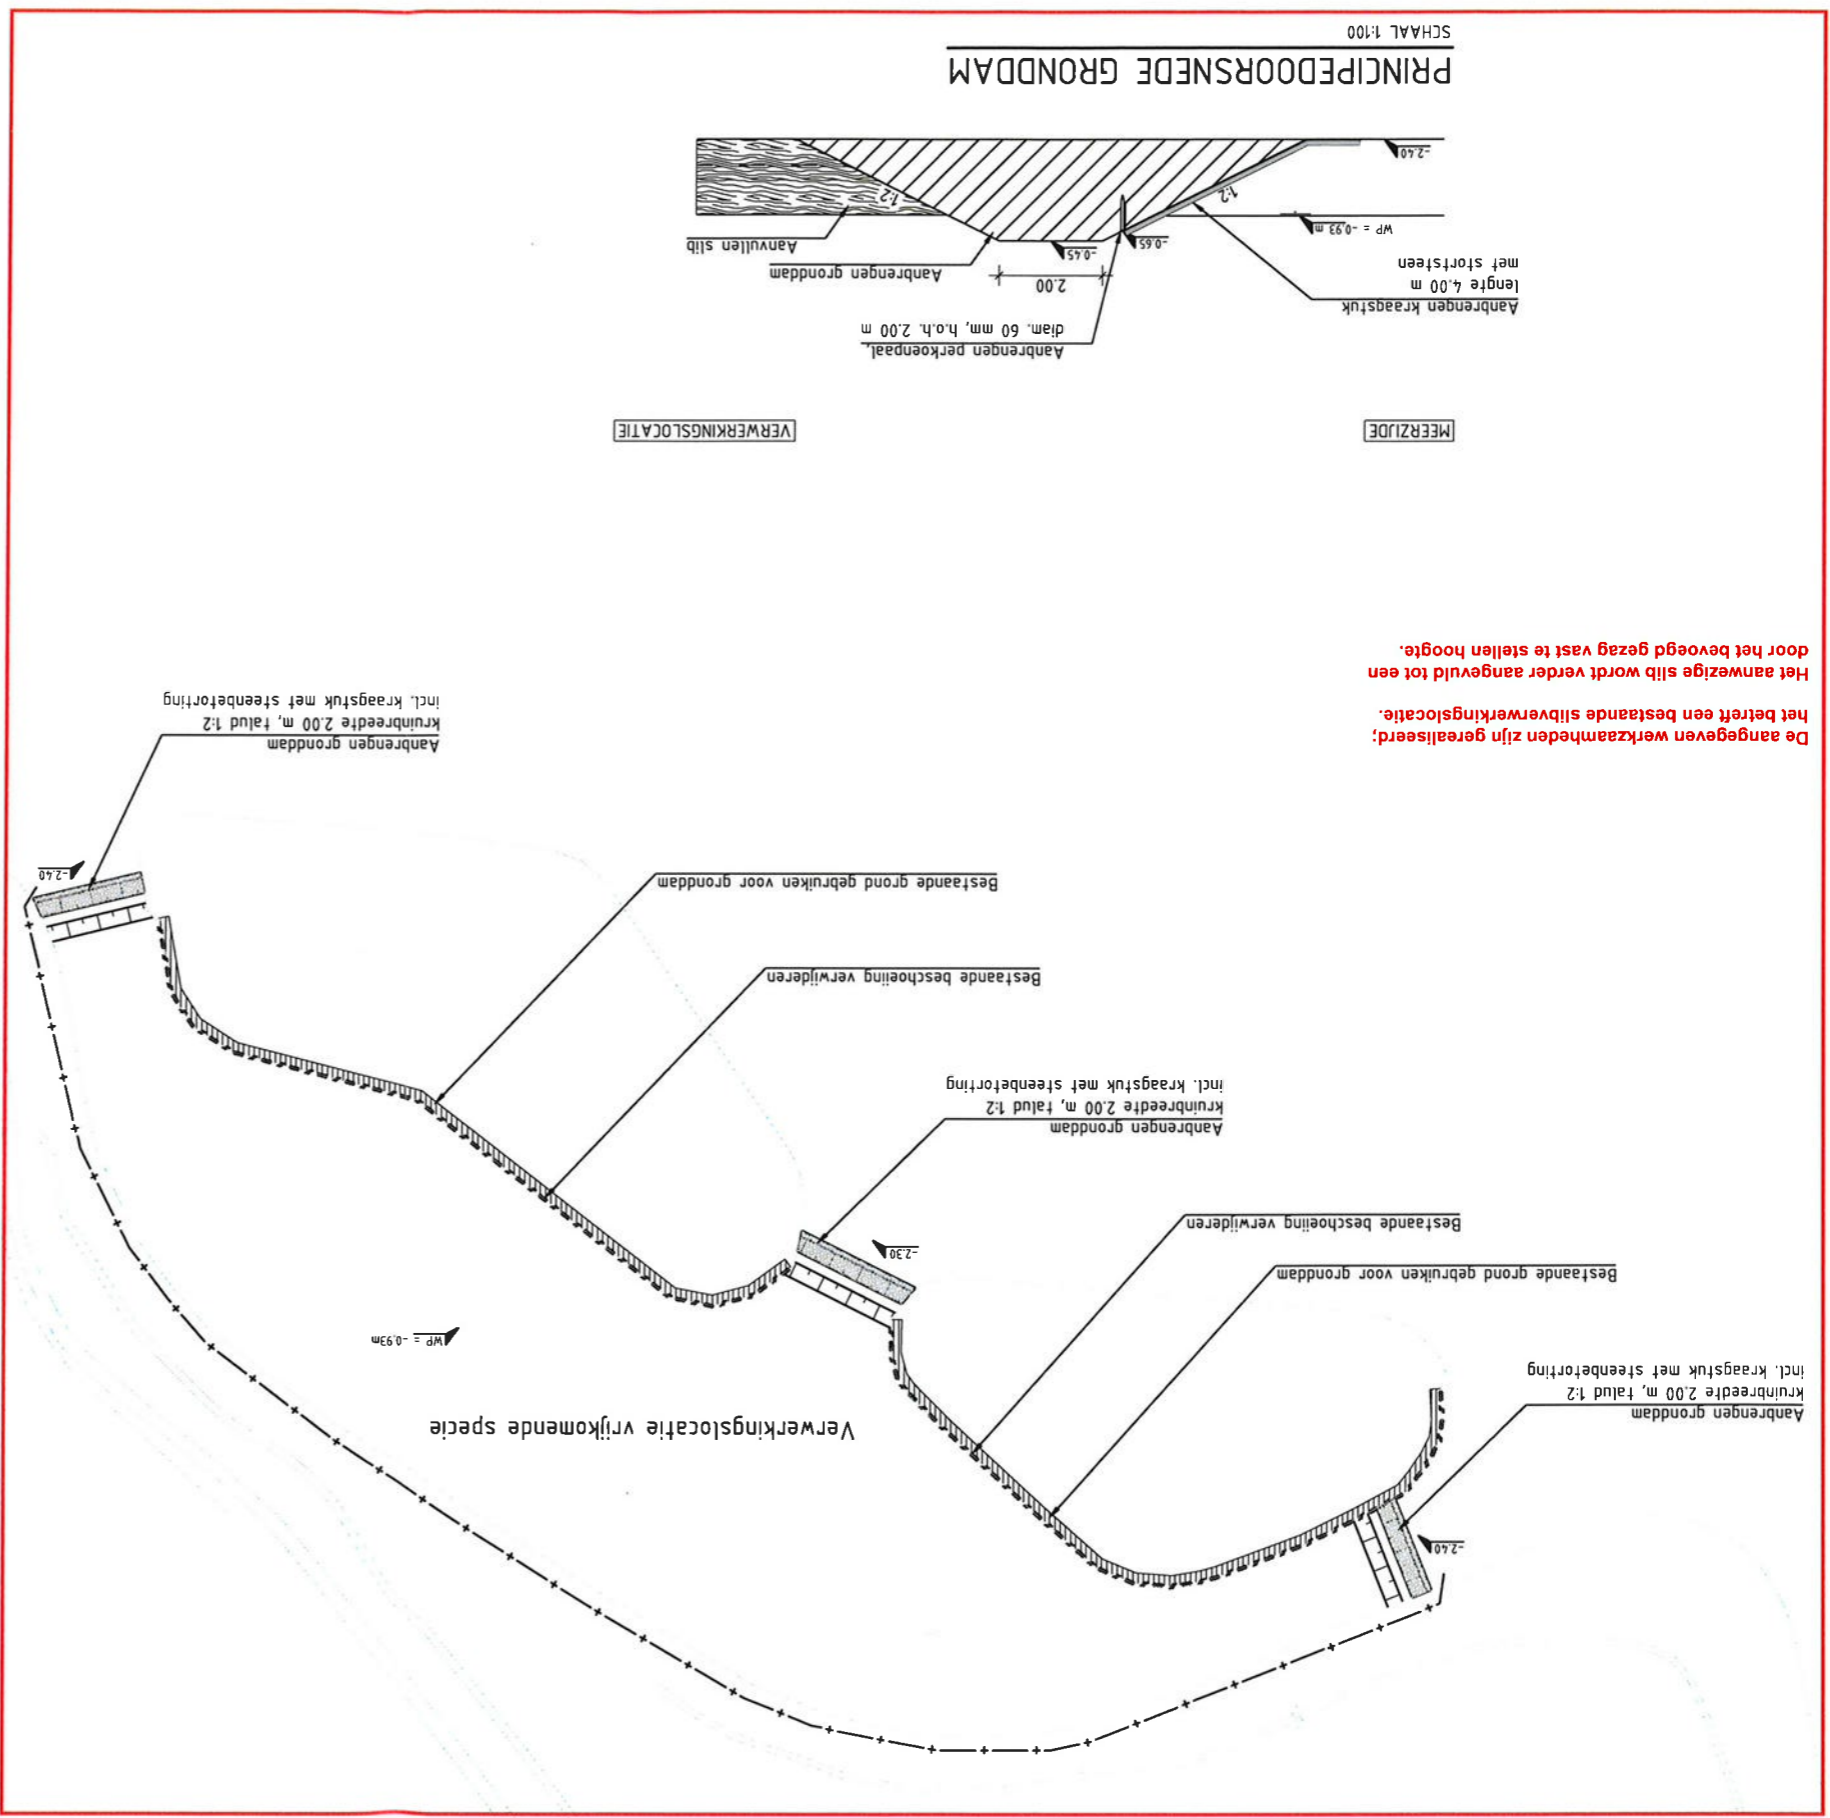 Aanbrengen gronddam
kruinbreedte 2.00 m, talud 1:2
incl. kraagstuk met steenbetorting
-2.40
Verwerkingslocatie vrijkomende specie
WP = -0.93m
Bestaande grond gebruiken voor gronddam
Bestaande beschoeiing verwijderen
-2.30
Aanbrengen gronddam
kruinbreedte 2.00 m, talud 1:2
incl. kraagstuk met steenbetorting
Bestaande beschoeiing verwijderen
Bestaande grond gebruiken voor gronddam
-2.40
Aanbrengen gronddam
kruinbreedte 2.00 m, talud 1:2
incl. kraagstuk met steenbetorting
De aangegeven werkzaamheden zijn gerealiseerd;
het betreft een bestaande slibverwerkingslocatie.
Het aanwezige slib wordt verder aangevuld tot een
door het bevoegd gezag vast te stellen hoogte.
MEERZIJDE
VERWERKINGSLOCATIE
Aanbrengen perkoenpaal,
diam. 60 mm, h.o.h. 2.00 m
Aanbrengen kraagstuk
lengte 4.00 m
met stortsteen
2.00
Aanbrengen gronddam
Aanvullen slib
-0.45
-0.65
WP = -0.93 m
1:2
1:2
-2.40
PRINCIPEDOORSNEDE GRONDDAM
SCHAAL 1:100